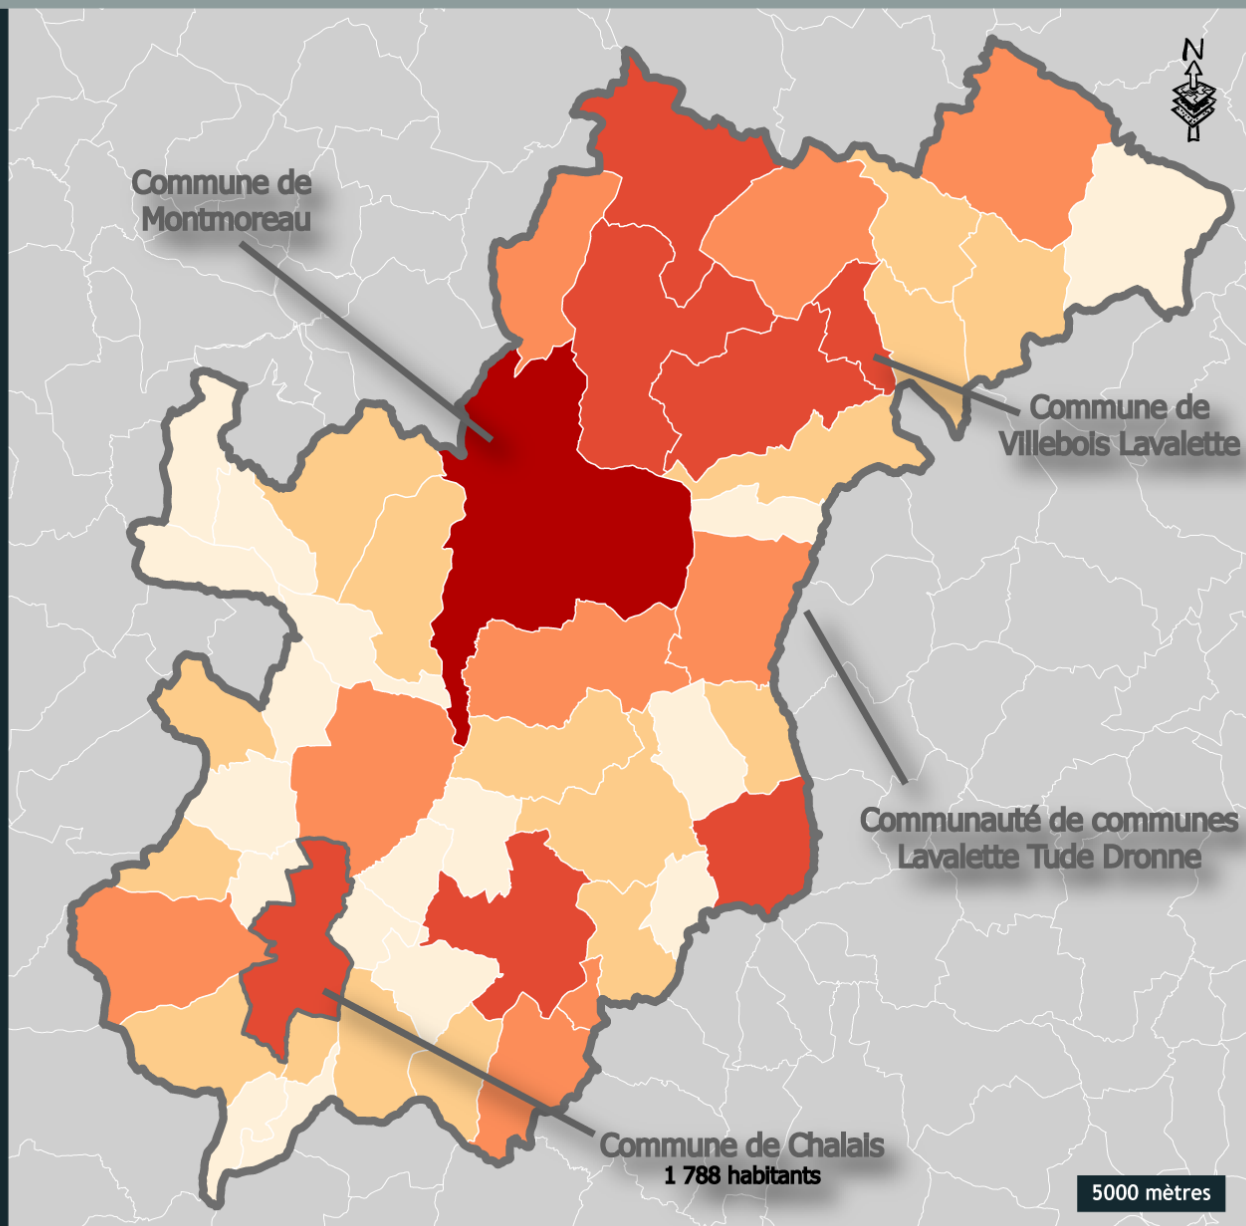 N
Commune de
Montmoreau
Commune de
Villebois Lavalette
Communauté de communes
Lavalette Tude Dronne
Commune de Chalais
1 788 habitants
5000 mètres